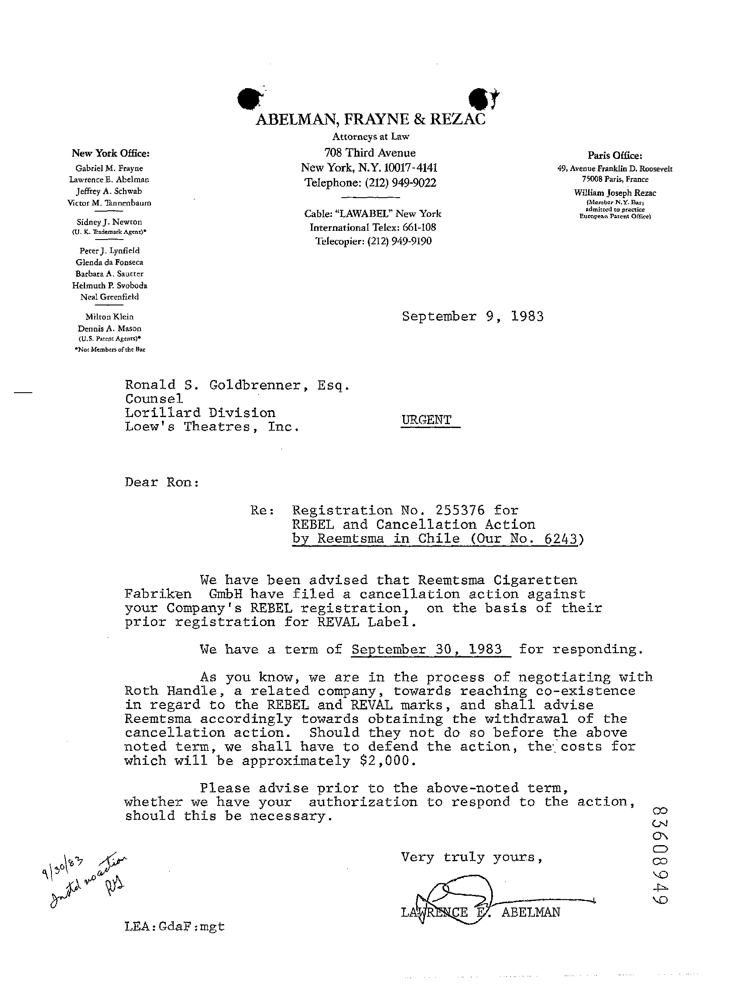 ABELMAN, FRAYNE & REZAC
Attorneys at Law
708 Third Avenue
New York, N.Y. 10017-4141
Telephone: (212) 949-9022
Cable: "LAWABEL" New York
International Telex: 661-108
Telecopier: (212) 949-9190
New York Office:
Gabriel M. Frayne
Lawrence E. Abelman
Jeffrey A. Schwab
Victor M. Tannenbaum
Sidney J. Newton
(U. K. Trademark Agent)*
Peter J. Lynfield
Glenda da Fonseca
Barbara A. Sautter
Helmuth P. Svoboda
Neal Greenfield
Milton Klein
Dennis A. Mason
(U.S. Patent Agents)*
*Not Members of the Bar
Paris Office:
49, Avenue Franklin D. Roosevelt
75008 Paris, France
William Joseph Rezac
(Member N.Y. Bar;
admitted to practice
European Patent Office)
September 9, 1983
Ronald S. Goldbrenner, Esq.
Counsel
Lorillard Division
Loew's Theatres, Inc.
URGENT
Dear Ron:
Re: Registration No. 255376 for
REBEL and Cancellation Action
by Reemtsma in Chile (Our No. 6243)
We have been advised that Reemtsma Cigaretten
Fabriken GmbH have filed a cancellation action against
your Company's REBEL registration, on the basis of their
prior registration for REVAL Label.
We have a term of September 30, 1983 for responding.
As you know, we are in the process of negotiating with
Roth Handle, a related company, towards reaching co-existence
in regard to the REBEL and REVAL marks, and shall advise
Reemtsma accordingly towards obtaining the withdrawal of the
cancellation action. Should they not do so before the above
noted term, we shall have to defend the action, the costs for
which will be approximately $2,000.
Please advise prior to the above-noted term,
whether we have your authorization to respond to the action,
should this be necessary.
Very truly yours,
LAWRENCE E. ABELMAN
9/30/83
Instd no action
RG
LEA:GdaF:mgt
83608949